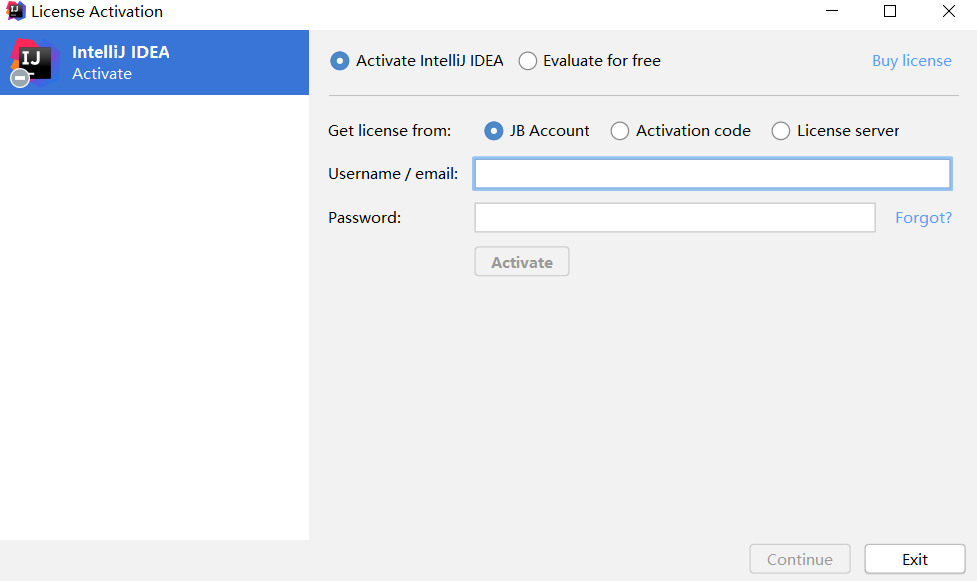 License Activation
IntelliJ IDEA
Activate
Activate IntelliJ IDEA Evaluate for free Buy license
Get license from: JB Account Activation code License server
Username / email:
Password: Forgot?
Activate
Continue Exit
IJ